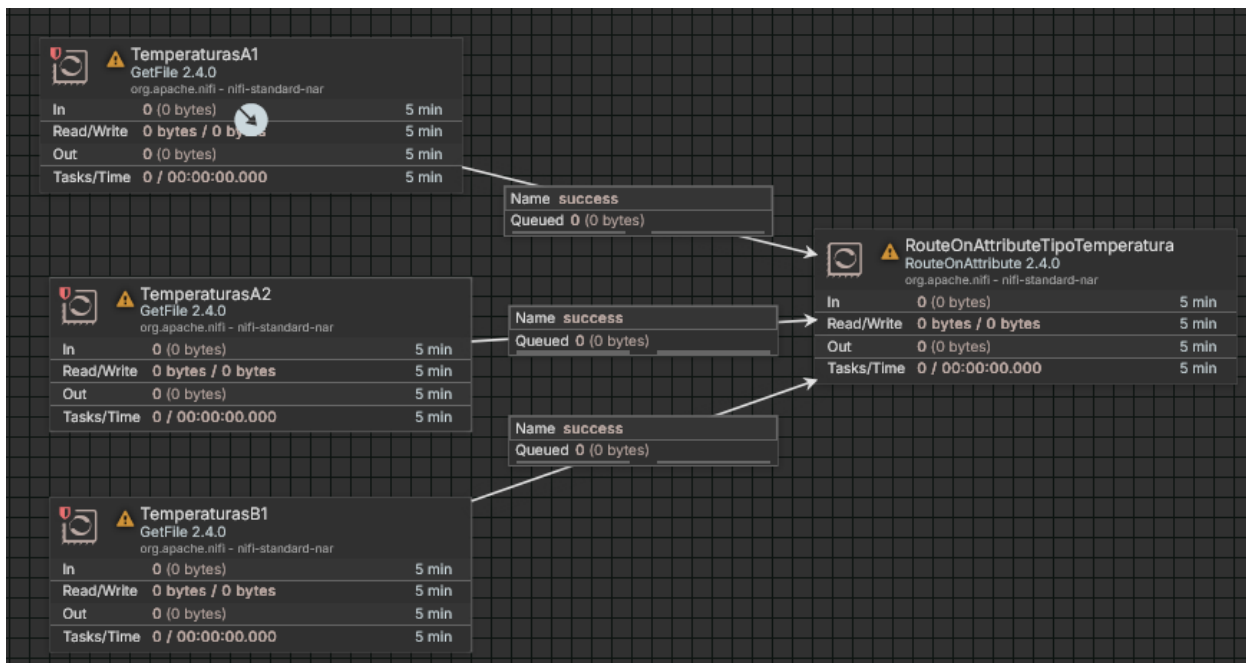 TemperaturasA1
GetFile 2.4.0
org.apache.nifi - nifi-standard-nar
In 0 (0 bytes) 5 min
Read/Write 0 bytes / 0 5 min
Out 0 (0 bytes) 5 min
Tasks/Time 0 / 00:00:00.000 5 min
Name success
Queued 0 (0 bytes)
RouteOnAttributeTipoTemperatura
RouteOnAttribute 2.4.0
org.apache.nifi - nifi-standard-nar
In 0 (0 bytes) 5 min
Read/Write 0 bytes / 0 bytes 5 min
Out 0 (0 bytes) 5 min
Tasks/Time 0 / 00:00:00.000 5 min
TemperaturasA2
GetFile 2.4.0
org.apache.nifi - nifi-standard-nar
In 0 (0 bytes) 5 min
Read/Write 0 bytes / 0 bytes 5 min
Out 0 (0 bytes) 5 min
Tasks/Time 0 / 00:00:00.000 5 min
Name success
Queued 0 (0 bytes)
Name success
Queued 0 (0 bytes)
TemperaturasB1
GetFile 2.4.0
org.apache.nifi - nifi-standard-nar
In 0 (0 bytes) 5 min
Read/Write 0 bytes / 0 bytes 5 min
Out 0 (0 bytes) 5 min
Tasks/Time 0 / 00:00:00.000 5 min